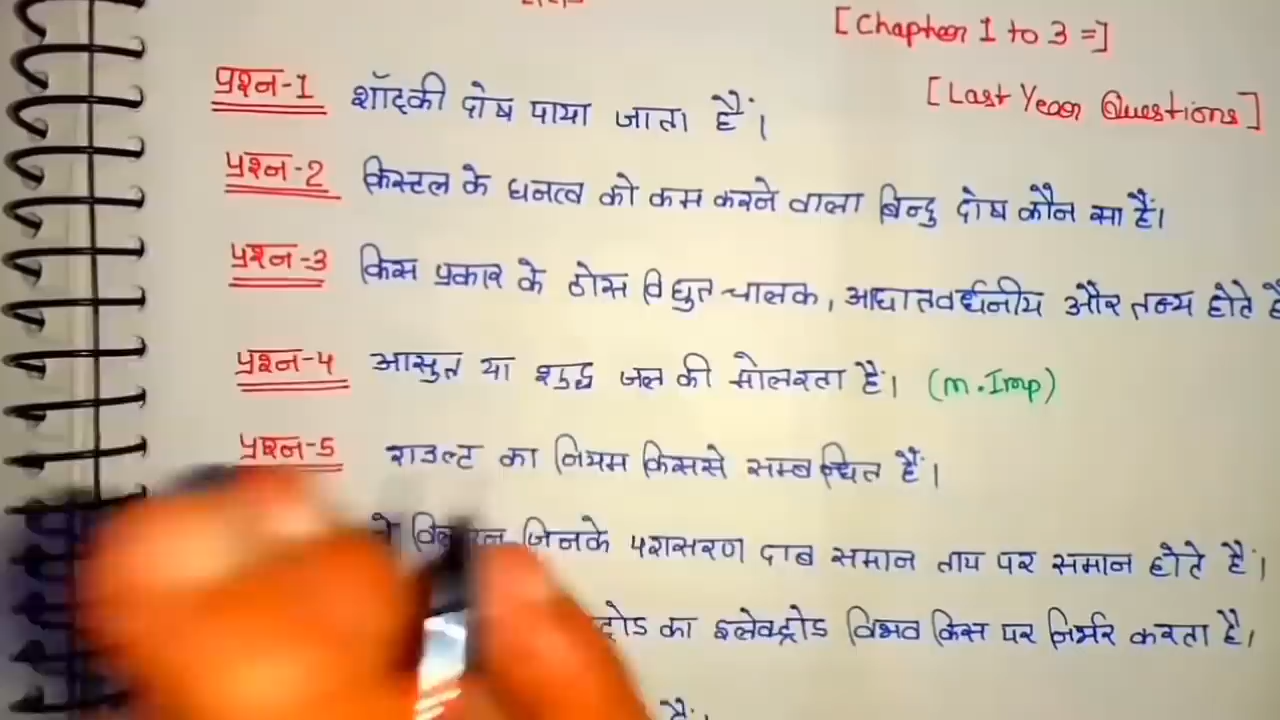 [Chapter 1 to 3 =]
[Last Year Questions]
प्रश्न-1 शॉट्की दोष पाया जाता हैं।
प्रश्न-2 क्रिस्टल के घनत्व को कम करने वाला बिन्दु दोष कौन सा हैं।
प्रश्न-3 किस प्रकार के ठोस विधुत चालक, आघातवर्धनीय और तन्य होते है
प्रश्न-4 आसुत या शुद्ध जल की मोलरता हैं। (m.Imp)
प्रश्न-5 राउल्ट का नियम किससे सम्बन्धित हैं।
जिनके परासरण दाब समान ताप पर समान होते हैं।
का इलेक्ट्रोड विभव किस पर निर्भर करता है।
हैं।